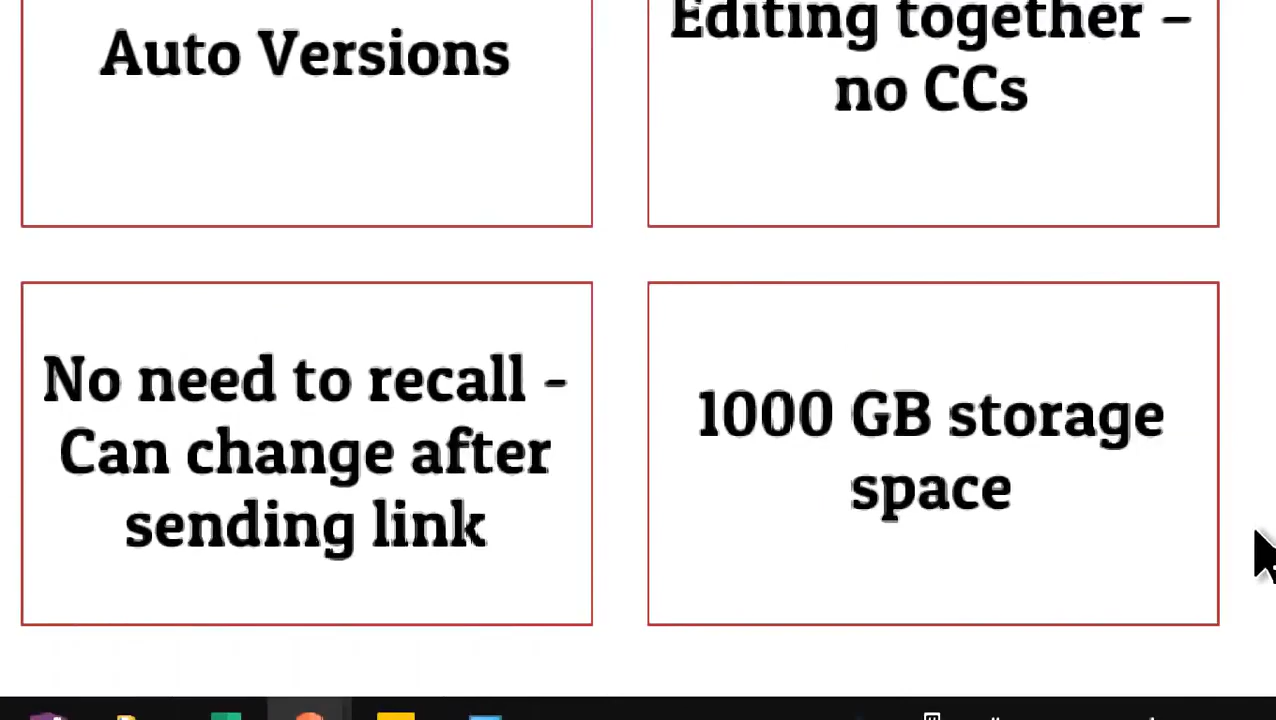 Auto Versions
Editing together –
no CCs
No need to recall -
Can change after
sending link
1000 GB storage
space